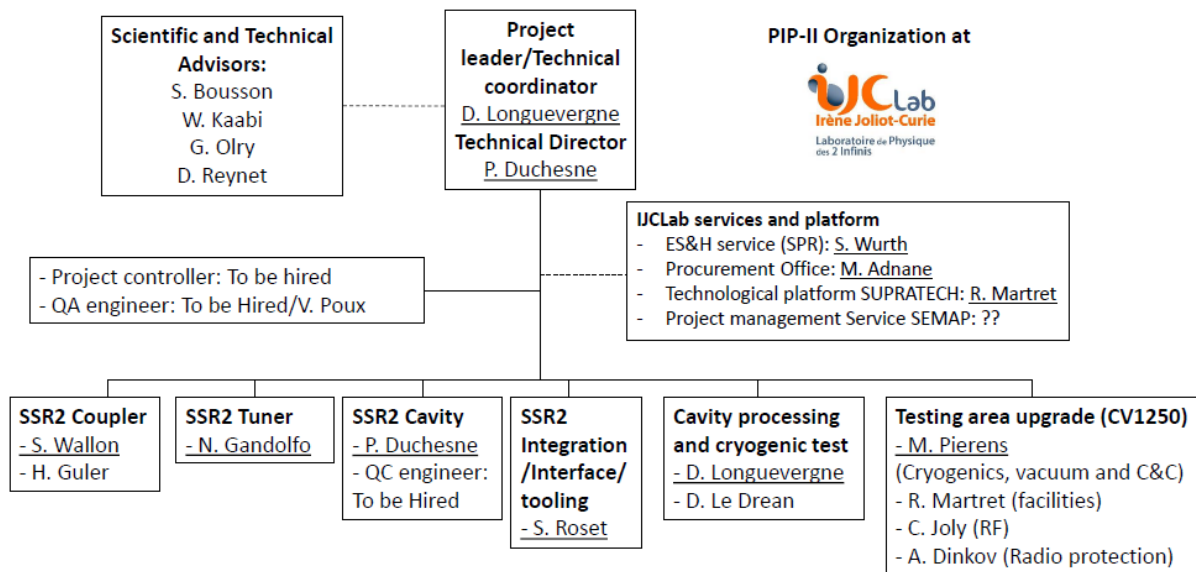 Scientific and Technical
Advisors:
S. Bousson
W. Kaabi
G. Olry
D. Reynet
Project
leader/Technical
coordinator
D. Longuevergne
Technical Director
P. Duchesne
PIP-II Organization at
iJC Lab
Irène Joliot-Curie
Laboratoire de Physique
des 2 Infinis
IJCLab services and platform
- ES&H service (SPR): S. Wurth
- Procurement Office: M. Adnane
- Technological platform SUPRATECH: R. Martret
- Project management Service SEMAP: ??
- Project controller: To be hired
- QA engineer: To be Hired/V. Poux
SSR2 Coupler
- S. Wallon
- H. Guler
SSR2 Tuner
- N. Gandolfo
SSR2 Cavity
- P. Duchesne
- QC engineer:
To be Hired
SSR2
Integration
/Interface/
tooling
- S. Roset
Cavity processing
and cryogenic test
- D. Longuevergne
- D. Le Drean
Testing area upgrade (CV1250)
- M. Pierens
(Cryogenics, vacuum and C&C)
- R. Martret (facilities)
- C. Joly (RF)
- A. Dinkov (Radio protection)